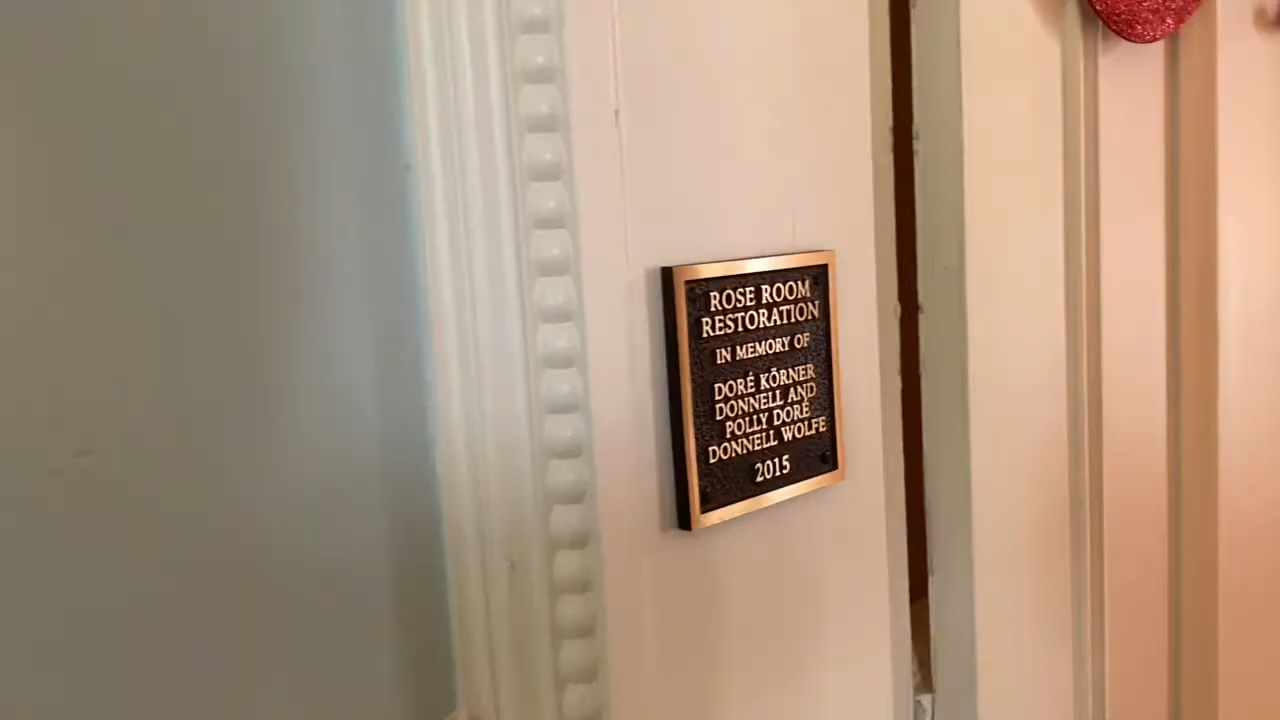 ROSE ROOM
RESTORATION
IN MEMORY OF
DORÉ KÖRNER
DONNELL AND
POLLY DORÉ
DONNELL WOLFE
2015